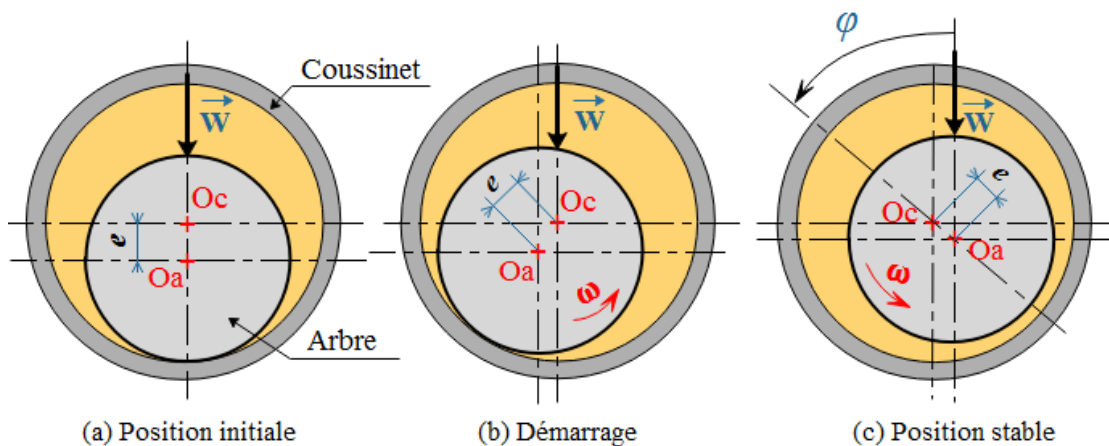 Coussinet
W
Oc
e
Oa
Arbre
(a) Position initiale
W
e
Oc
Oa
ω
(b) Démarrage
φ
W
e
Oc
Oa
ω
(c) Position stable